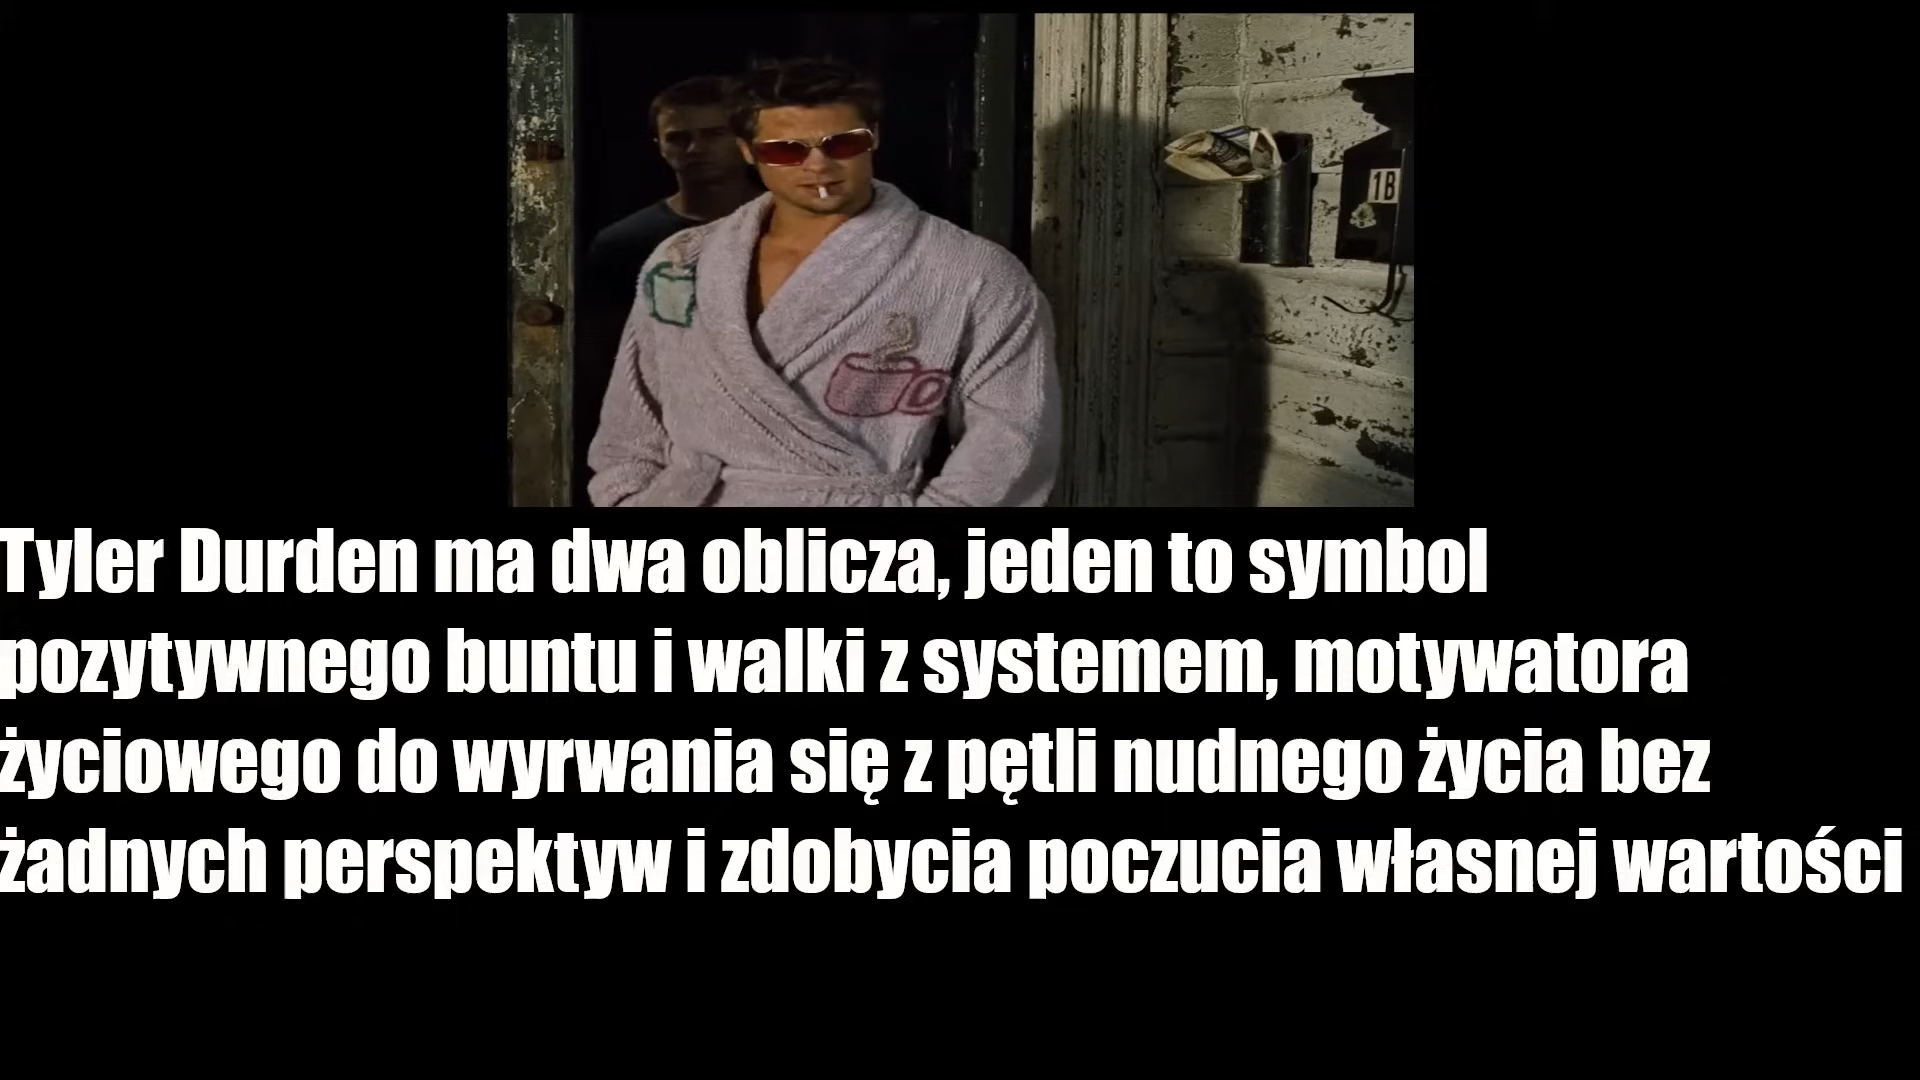 1B
Tyler Durden ma dwa oblicza, jeden to symbol
pozytywnego buntu i walki z systemem, motywatora
życiowego do wyrwania się z pętli nudnego życia bez
żadnych perspektyw i zdobycia poczucia własnej wartości